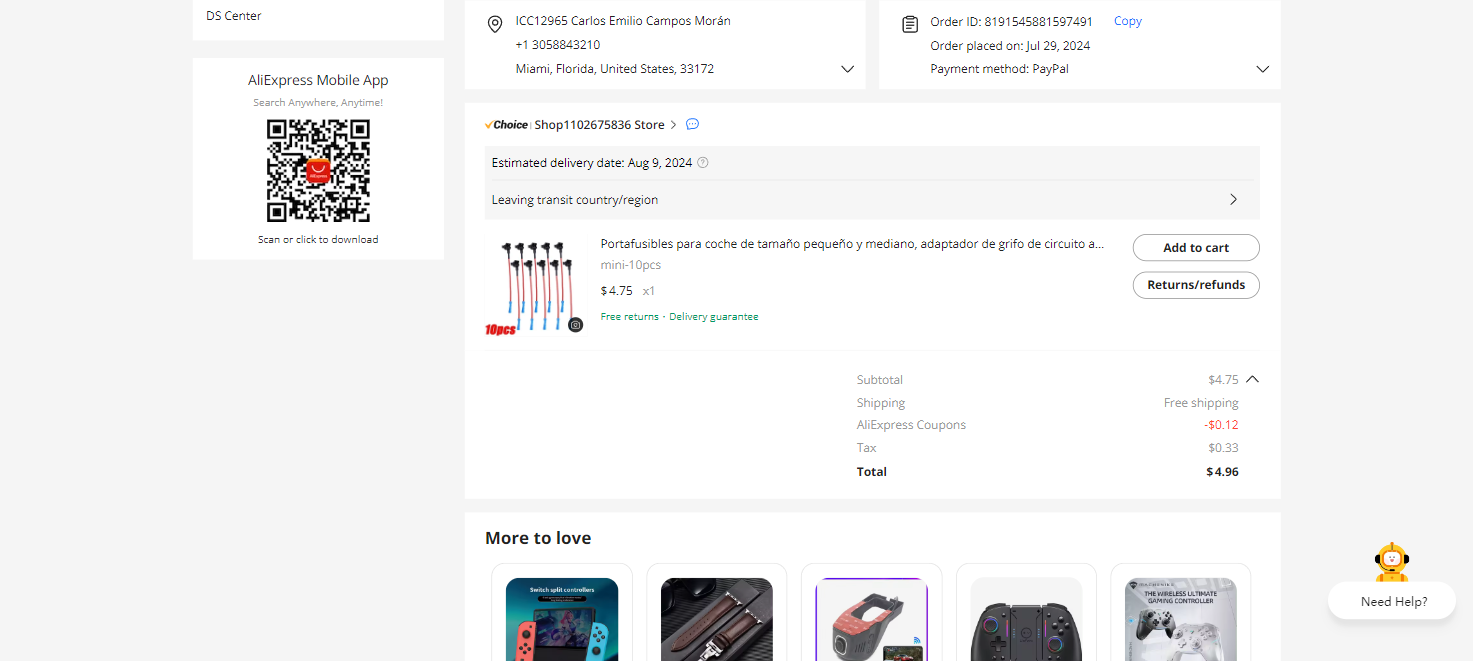 DS Center
AliExpress Mobile App
Search Anywhere, Anytime!
AliExpress
Scan or click to download
ICC12965 Carlos Emilio Campos Morán
+1 3058843210
Miami, Florida, United States, 33172
Order ID: 8191545881597491 Copy
Order placed on: Jul 29, 2024
Payment method: PayPal
Choice Shop1102675836 Store
Estimated delivery date: Aug 9, 2024
Leaving transit country/region
10pcs
Portafusibles para coche de tamaño pequeño y mediano, adaptador de grifo de circuito a...
mini-10pcs
$4.75 x1
Free returns · Delivery guarantee
Add to cart
Returns/refunds
Subtotal $4.75
Shipping Free shipping
AliExpress Coupons -$0.12
Tax $0.33
Total $4.96
More to love
Switch split controllers
THE WIRELESS ULTIMATE
GAMING CONTROLLER
Need Help?